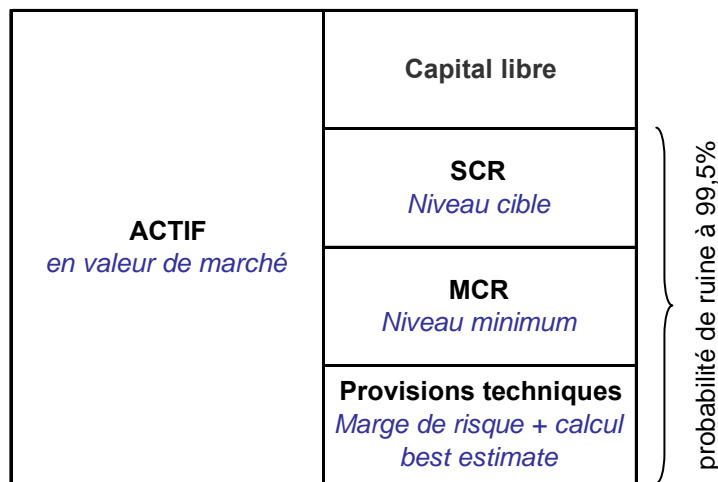 ACTIF
en valeur de marché
Capital libre
SCR
Niveau cible
MCR
Niveau minimum
Provisions techniques
Marge de risque + calcul
best estimate
probabilité de ruine à 99,5%